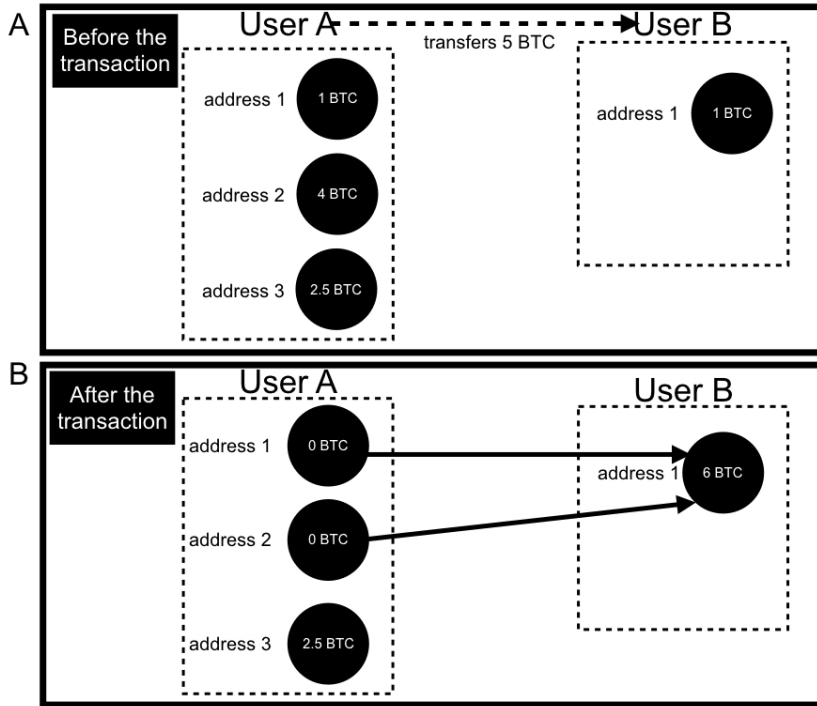 A
Before the
transaction
User A
transfers 5 BTC
User B
address 1
1 BTC
address 2
4 BTC
address 3
2.5 BTC
address 1
1 BTC
B
After the
transaction
User A
User B
address 1
0 BTC
address 2
0 BTC
address 3
2.5 BTC
address 1
6 BTC